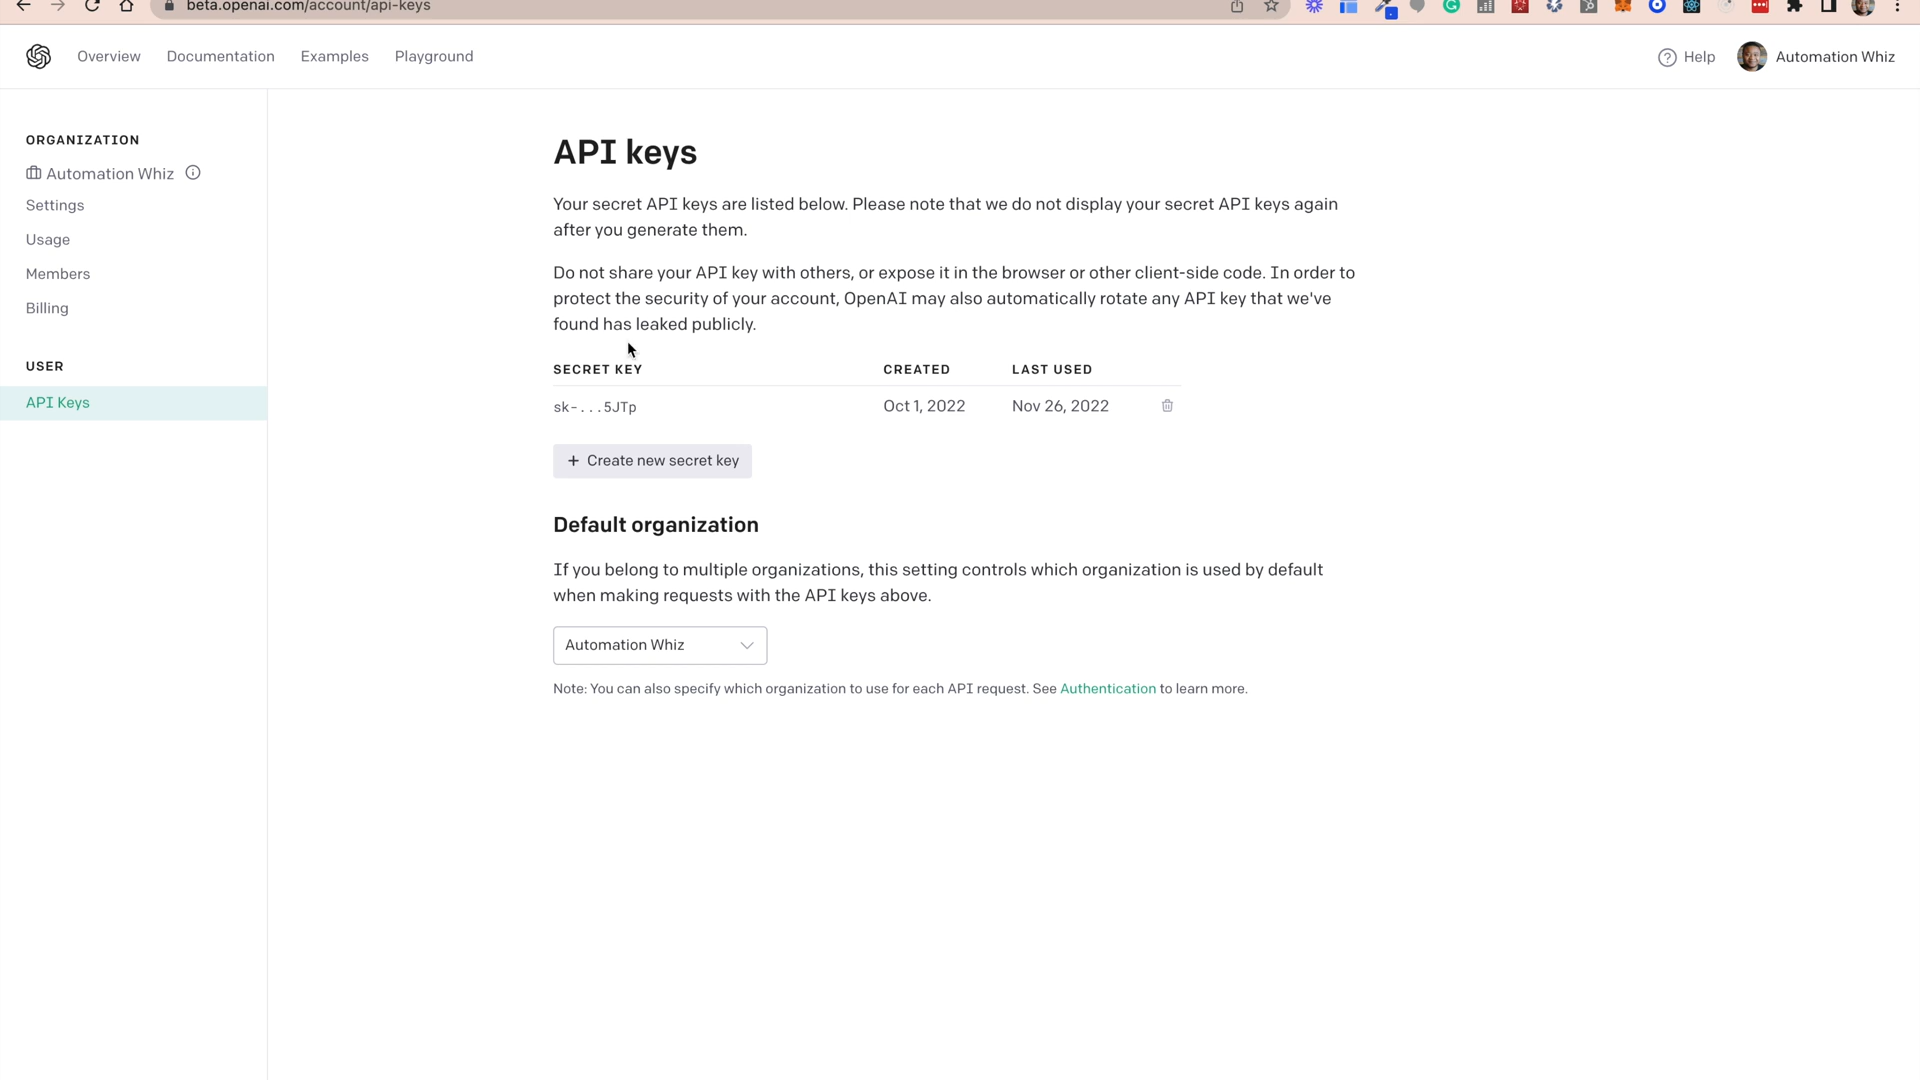 beta.openai.com/account/api-keys
Overview Documentation Examples Playground Help Automation Whiz
ORGANIZATION
Automation Whiz
Settings
Usage
Members
Billing
USER
API Keys
API keys
Your secret API keys are listed below. Please note that we do not display your secret API keys again
after you generate them.
Do not share your API key with others, or expose it in the browser or other client-side code. In order to
protect the security of your account, OpenAI may also automatically rotate any API key that we've
found has leaked publicly.
SECRET KEY CREATED LAST USED
sk-...5JTp Oct 1, 2022 Nov 26, 2022
+ Create new secret key
Default organization
If you belong to multiple organizations, this setting controls which organization is used by default
when making requests with the API keys above.
Automation Whiz
Note: You can also specify which organization to use for each API request. See Authentication to learn more.